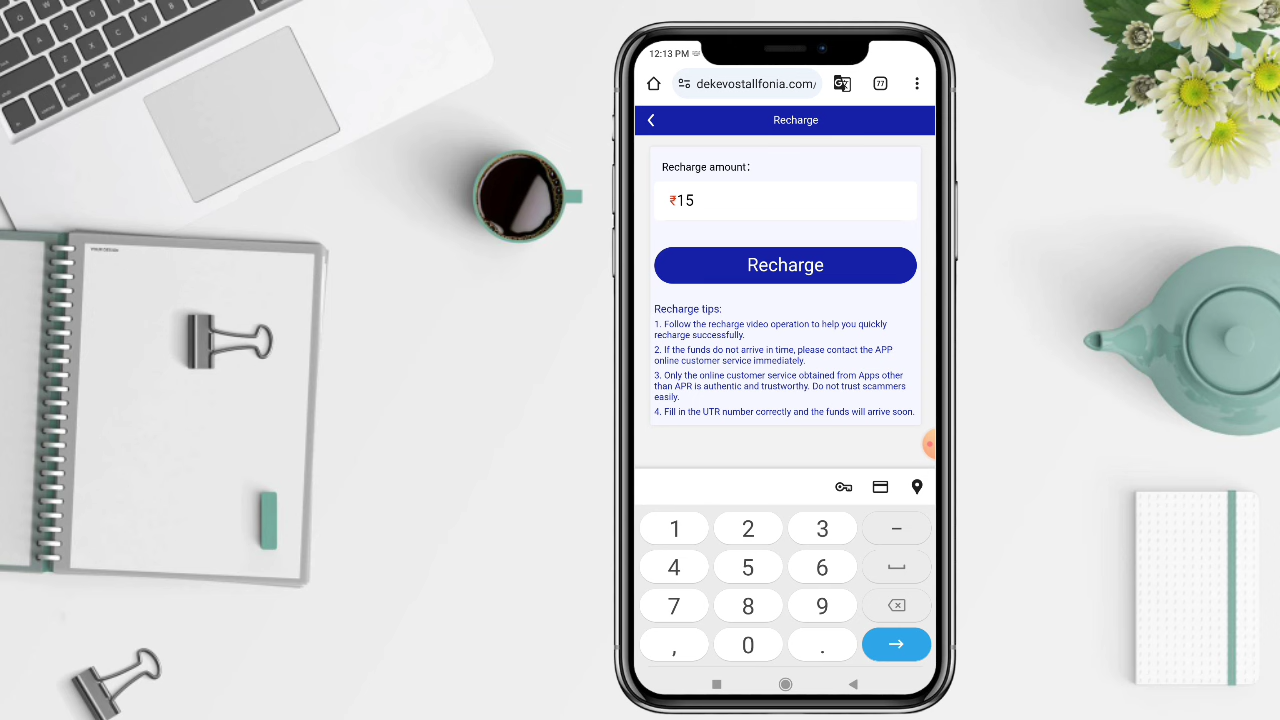 12:13 PM
dekevostallfonia.com/
77
Recharge
Recharge amount:
₹15
Recharge
Recharge tips:
1. Follow the recharge video operation to help you quickly
recharge successfully.
2. If the funds do not arrive in time, please contact the APP
online customer service immediately.
3. Only the online customer service obtained from Apps other
than APR is authentic and trustworthy. Do not trust scammers
easily.
4. Fill in the UTR number correctly and the funds will arrive soon.
1 2 3 –
4 5 6
7 8 9
, 0 .